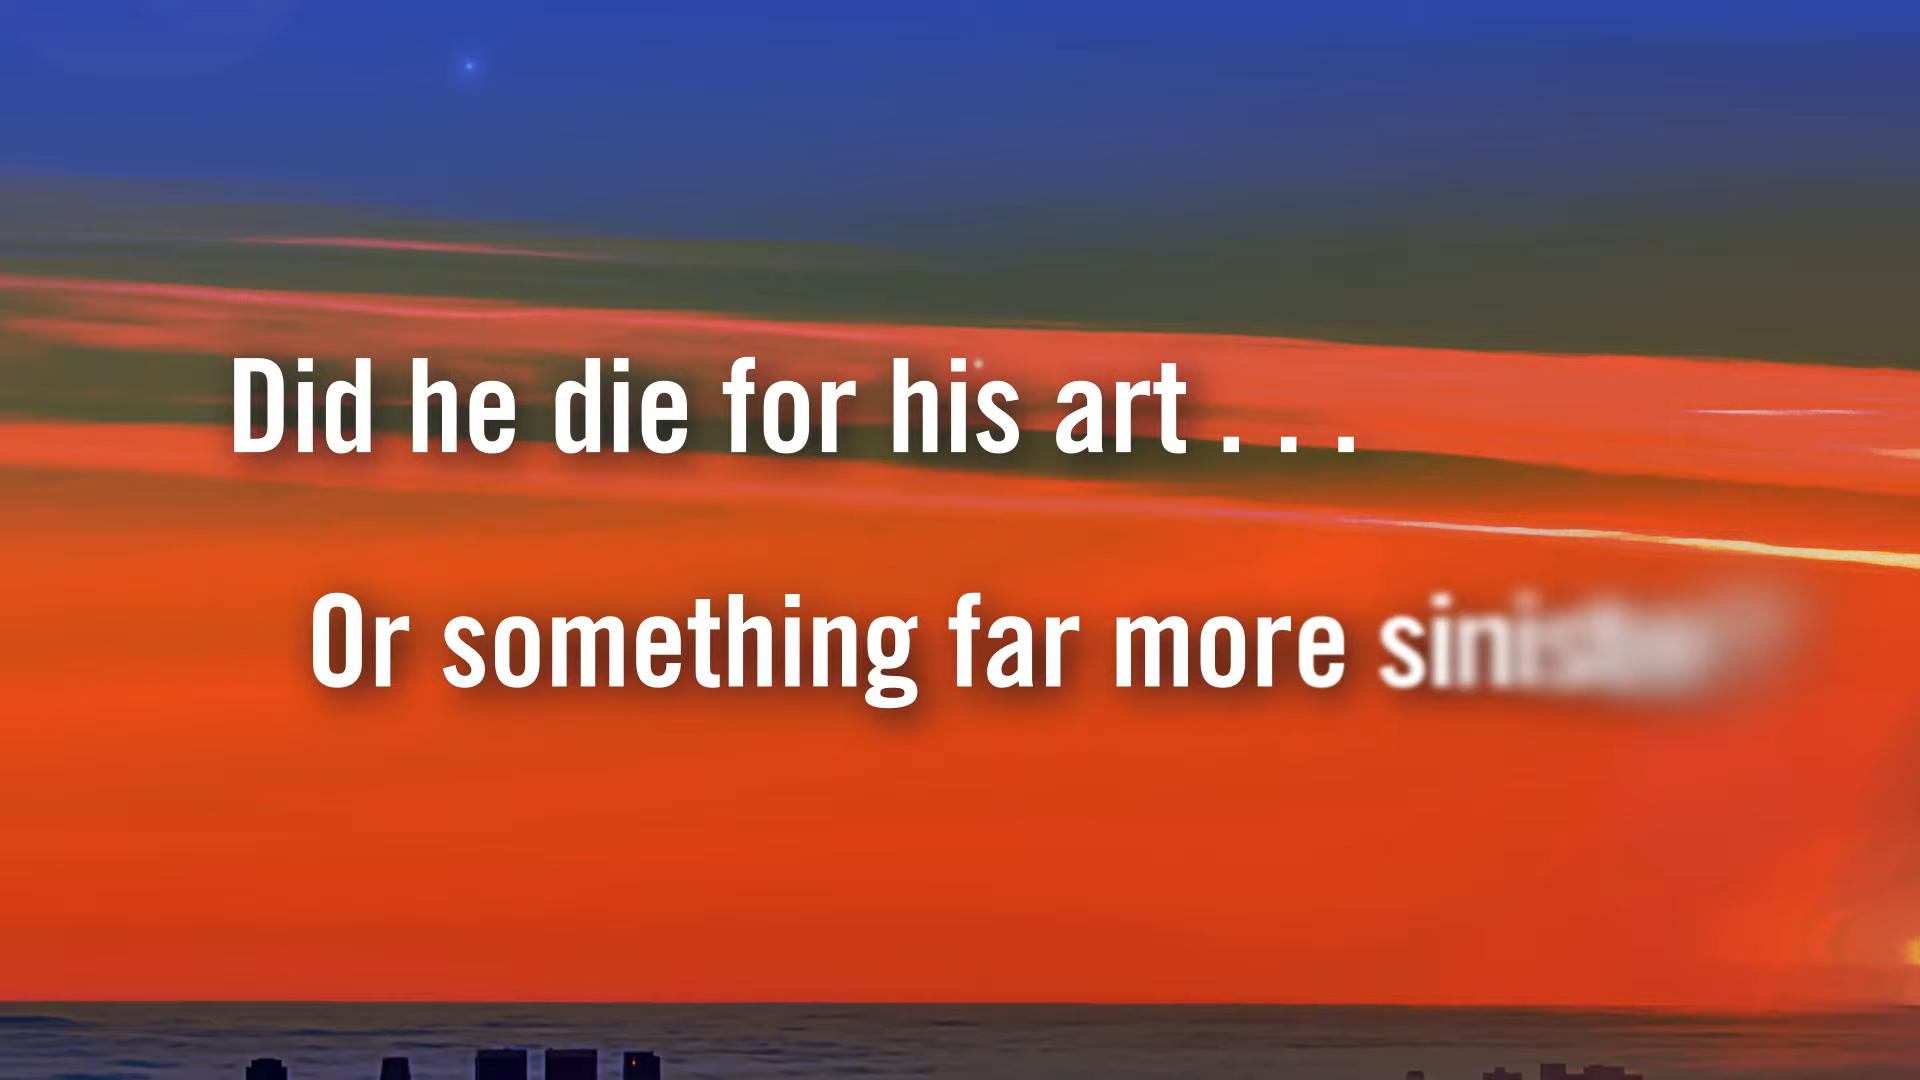 Did he die for his art . . .
Or something far more